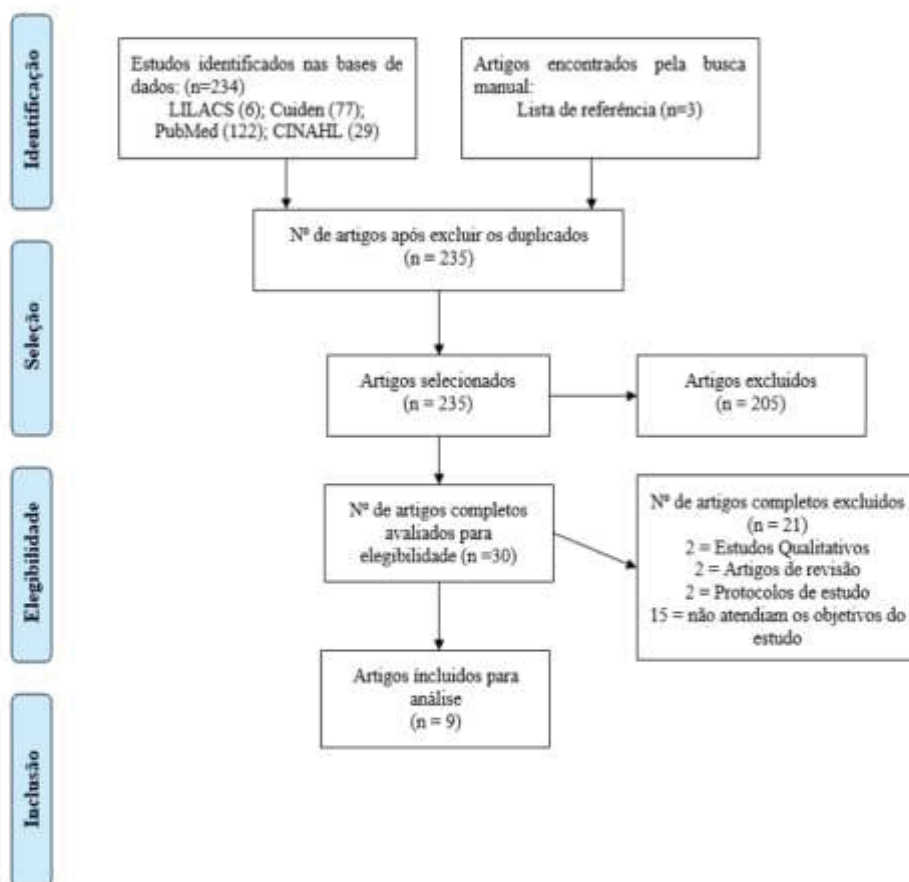 Identificação
Estudos identificados nas bases de
dados: (n=234)
LILACS (6); Cuiden (77);
PubMed (122); CINAHL (29)
Artigos encontrados pela busca
manual:
Lista de referência (n=3)
Seleção
Nº de artigos após excluir os duplicados
(n = 235)
Artigos selecionados
(n = 235)
Artigos excluídos
(n = 205)
Elegibilidade
Nº de artigos completos
avaliados para
elegibilidade (n =30)
Nº de artigos completos excluídos
(n = 21)
2 = Estudos Qualitativos
2 = Artigos de revisão
2 = Protocolos de estudo
15 = não atendiam os objetivos do
estudo
Inclusão
Artigos íncluidos para
análise
(n = 9)